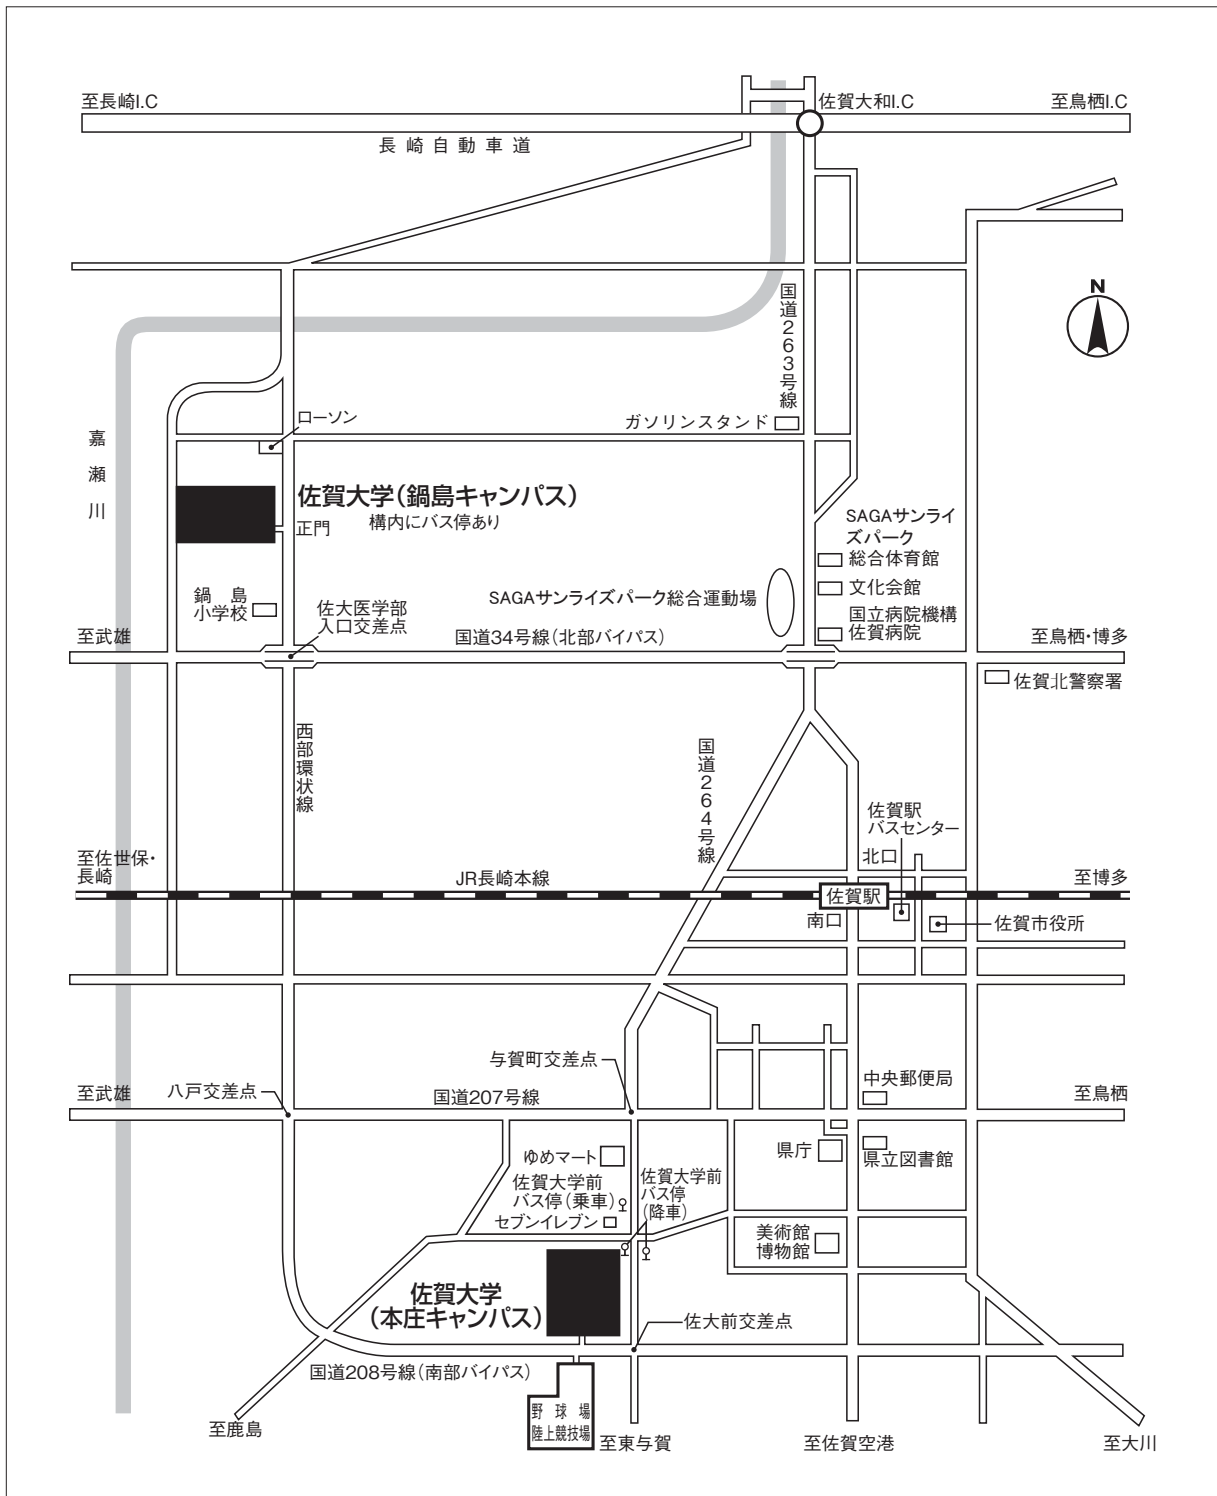 至長崎I.C
佐賀大和I.C
至鳥栖I.C
長崎自動車道
N
国道263号線
ローソン
ガソリンスタンド
嘉瀬川
佐賀大学(鍋島キャンパス)
正門
構内にバス停あり
SAGAサンライ
ズパーク
総合体育館
文化会館
国立病院機構
佐賀病院
SAGAサンライズパーク総合運動場
鍋島
小学校
佐大医学部
入口交差点
至武雄
国道34号線(北部バイパス)
至鳥栖・博多
佐賀北警察署
西部環状線
国道264号線
佐賀駅
バスセンター
北口
至佐世保・
長崎
JR長崎本線
佐賀駅
至博多
南口
佐賀市役所
与賀町交差点
至武雄
八戸交差点
国道207号線
中央郵便局
至鳥栖
県庁
県立図書館
ゆめマート
佐賀大学前
バス停(乗車)
セブンイレブン
佐賀大学前
バス停
(降車)
美術館
博物館
佐賀大学
(本庄キャンパス)
佐大前交差点
国道208号線(南部バイパス)
野球場
陸上競技場
至鹿島
至東与賀
至佐賀空港
至大川